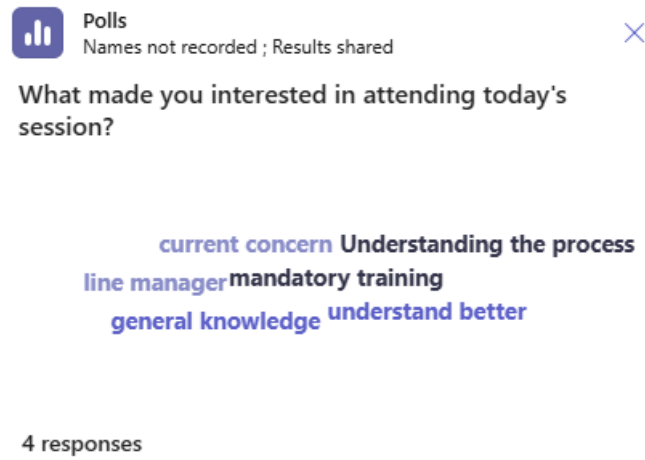 Polls
Names not recorded ; Results shared
What made you interested in attending today's
session?
current concern Understanding the process
line manager mandatory training
general knowledge understand better
4 responses